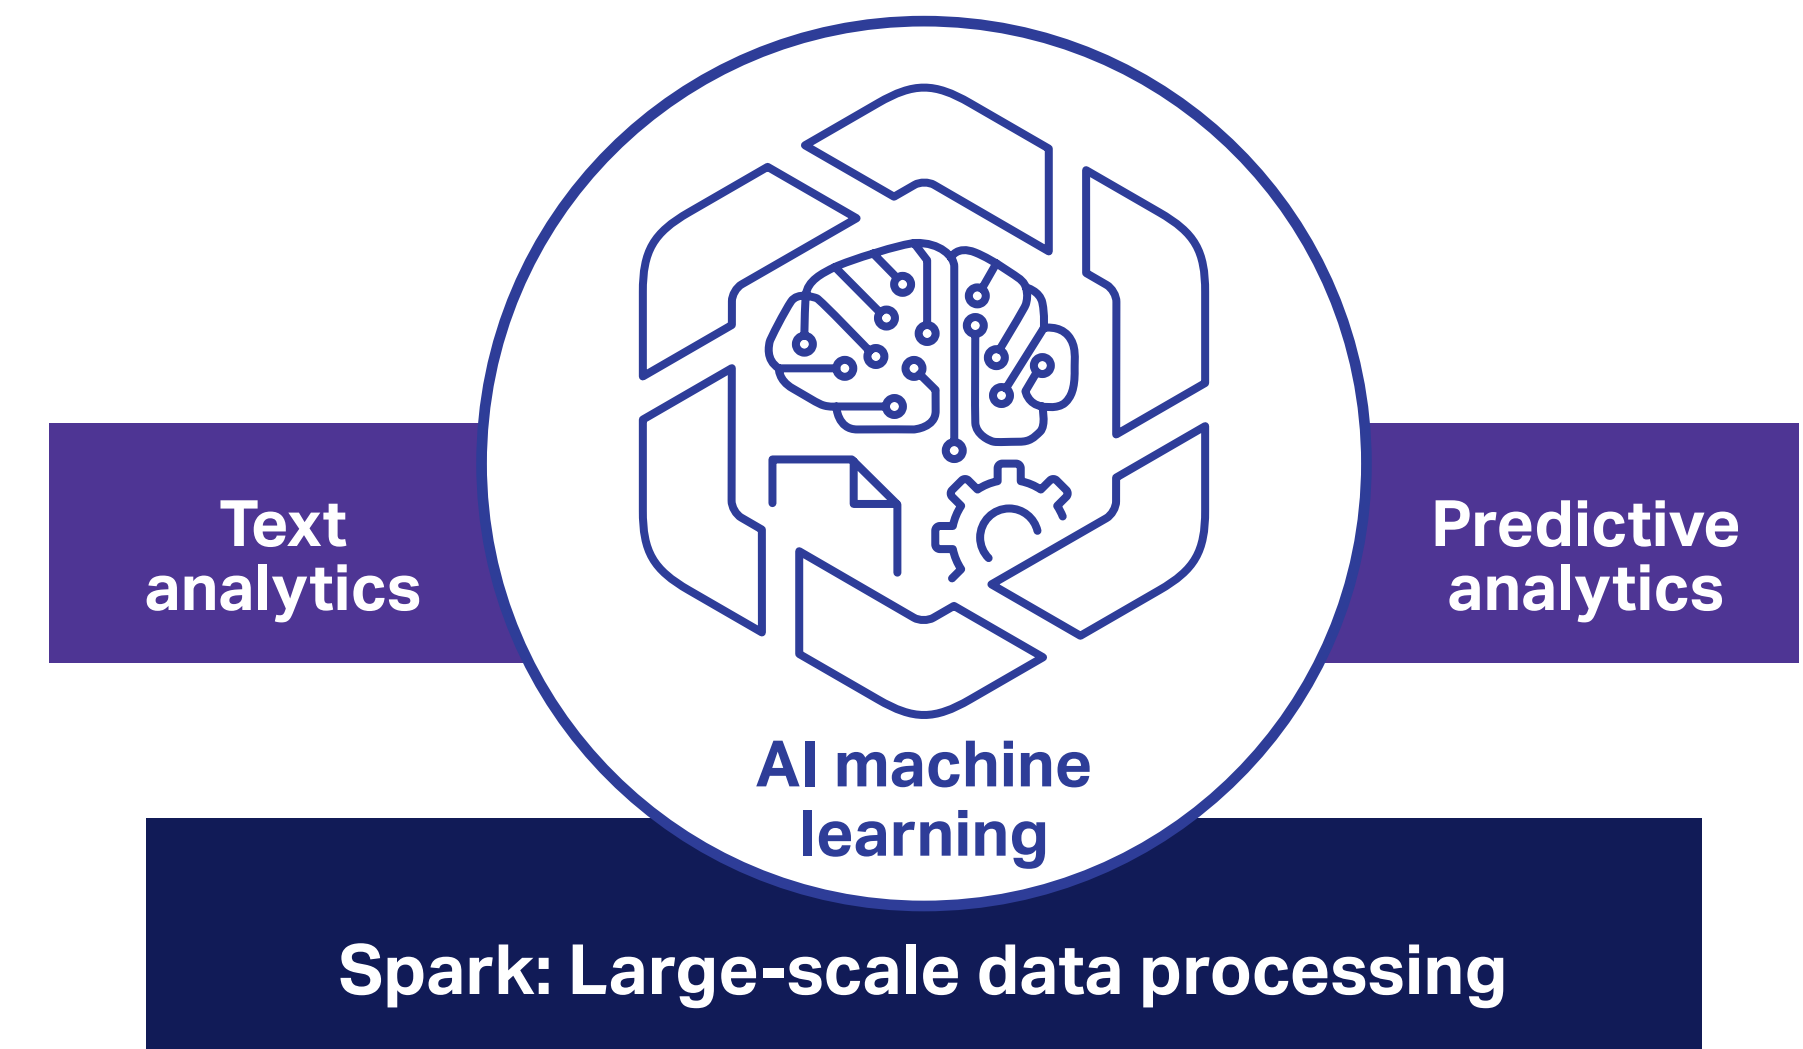 Text
analytics
Predictive
analytics
AI machine
learning
Spark: Large-scale data processing